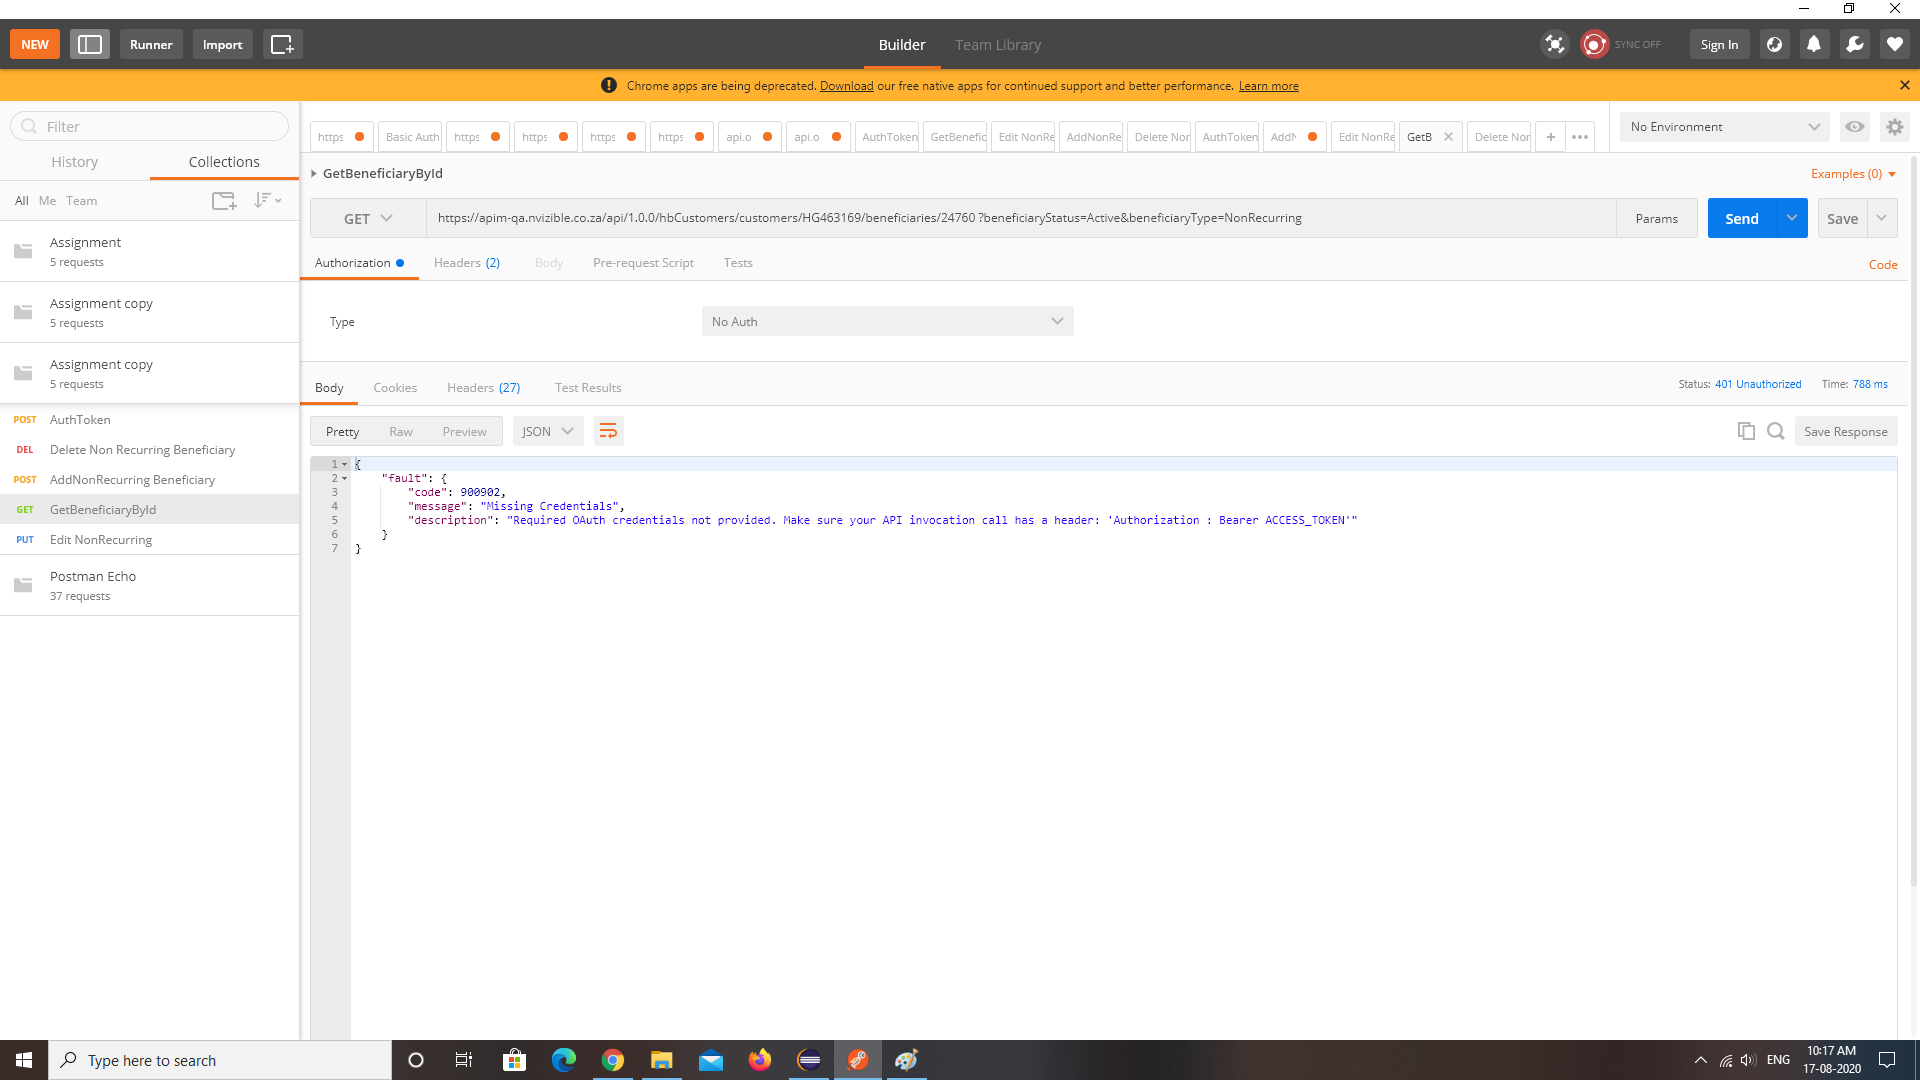 NEW
Runner
Import
Builder
Team Library
SYNC OFF
Sign In
Chrome apps are being deprecated. Download our free native apps for continued support and better performance. Learn more
Filter
History
Collections
All Me Team
Assignment
5 requests
Assignment copy
5 requests
Assignment copy
5 requests
POST AuthToken
DEL Delete Non Recurring Beneficiary
POST AddNonRecurring Beneficiary
GET GetBeneficiaryById
PUT Edit NonRecurring
Postman Echo
37 requests
https Basic Auth https https https https api.o api.o AuthToken GetBenefic Edit NonRe AddNonRe Delete Nor AuthToken AddN Edit NonRe GetB Delete Nor
No Environment
GetBeneficiaryById
Examples (0)
GET https://apim-qa.nvizible.co.za/api/1.0.0/hbCustomers/customers/HG463169/beneficiaries/24760 ?beneficiaryStatus=Active&beneficiaryType=NonRecurring Params Send Save
Authorization Headers (2) Body Pre-request Script Tests Code
Type No Auth
Body Cookies Headers (27) Test Results Status: 401 Unauthorized Time: 788 ms
Pretty Raw Preview JSON Save Response
1 {
2 "fault": {
3 "code": 900902,
4 "message": "Missing Credentials",
5 "description": "Required OAuth credentials not provided. Make sure your API invocation call has a header: 'Authorization : Bearer ACCESS_TOKEN'"
6 }
7 }
Type here to search
ENG
10:17 AM
17-08-2020